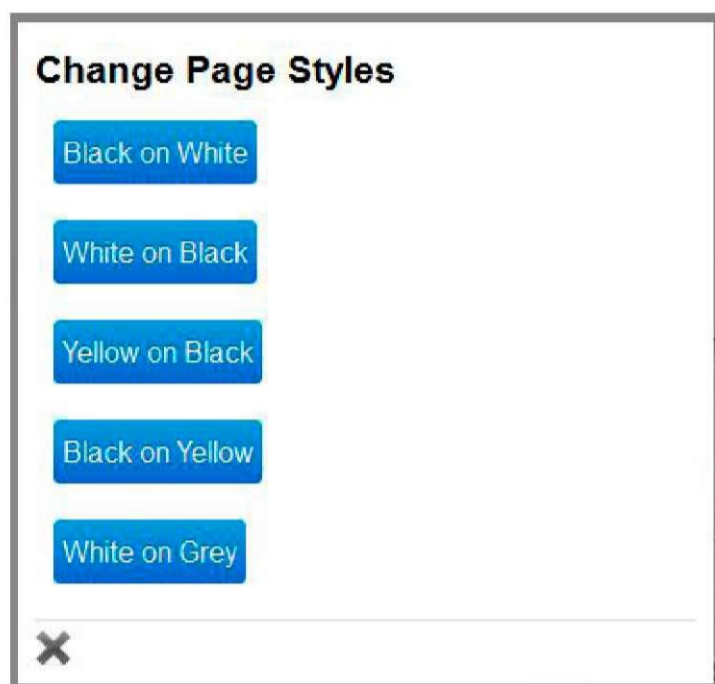 Change Page Styles
Black on White
White on Black
Yellow on Black
Black on Yellow
White on Grey